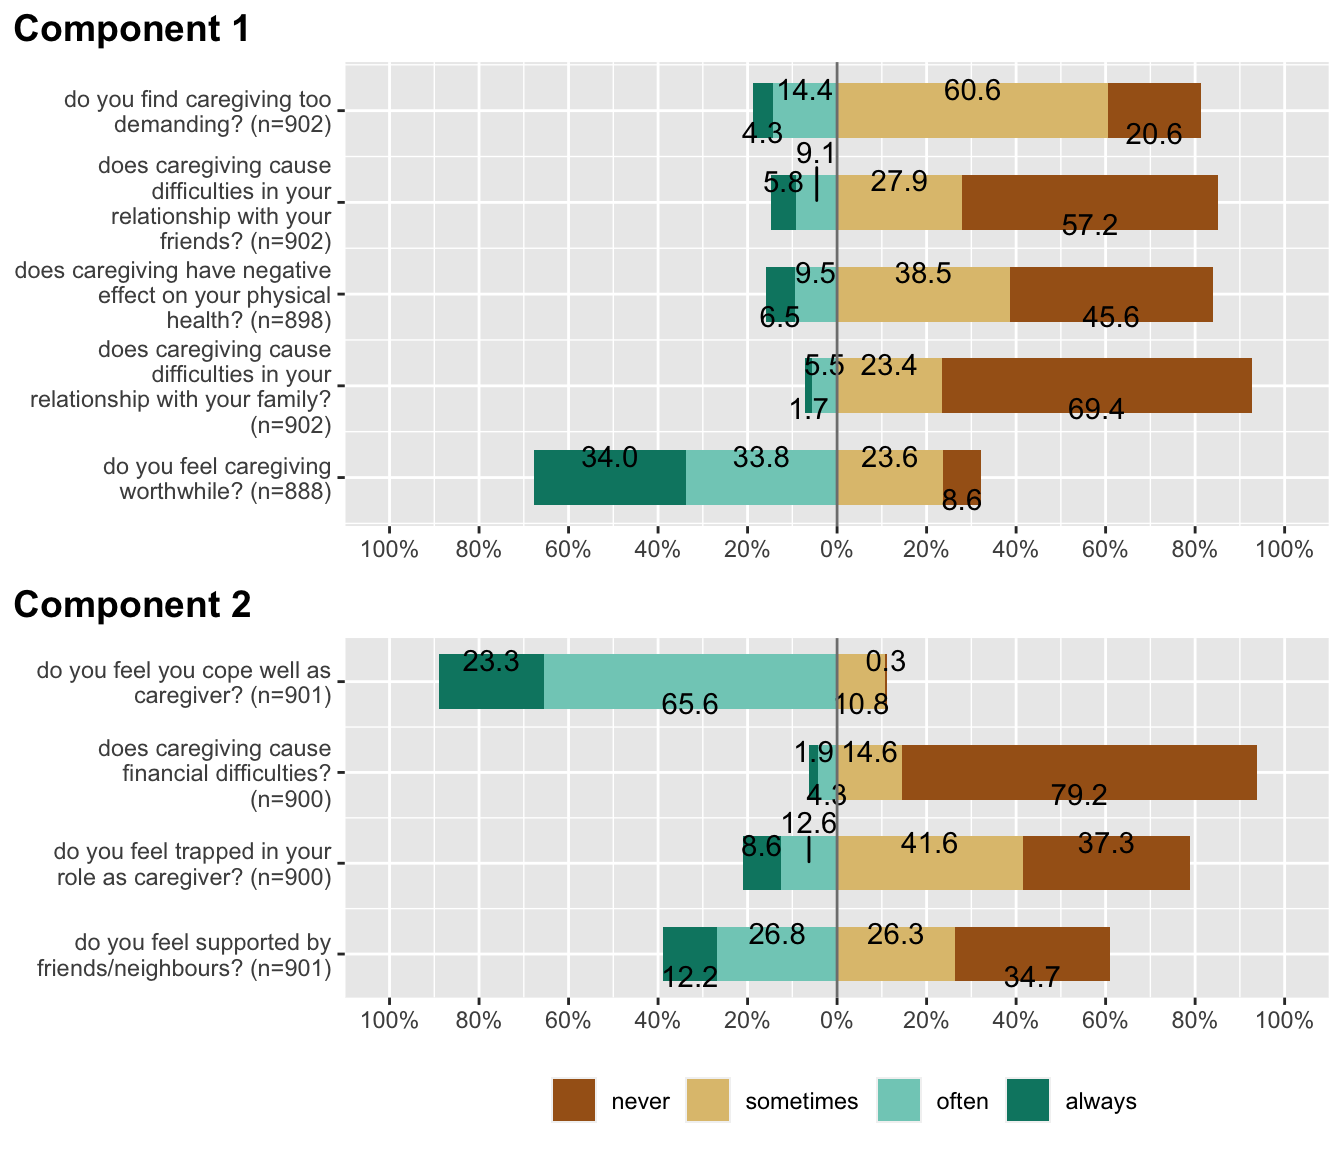 Component 1
do you find caregiving too
demanding? (n=902)
14.4
60.6
4.3
20.6
does caregiving cause
difficulties in your
relationship with your
friends? (n=902)
9.1
5.8
27.9
57.2
does caregiving have negative
effect on your physical
health? (n=898)
9.5
38.5
6.5
45.6
does caregiving cause
difficulties in your
relationship with your family?
(n=902)
5.5
23.4
1.7
69.4
do you feel caregiving
worthwhile? (n=888)
34.0
33.8
23.6
8.6
100% 80% 60% 40% 20% 0% 20% 40% 60% 80% 100%
Component 2
do you feel you cope well as
caregiver? (n=901)
23.3
0.3
65.6
10.8
does caregiving cause
financial difficulties?
(n=900)
1.9
14.6
4.3
79.2
do you feel trapped in your
role as caregiver? (n=900)
12.6
8.6
41.6
37.3
do you feel supported by
friends/neighbours? (n=901)
26.8
26.3
12.2
34.7
100% 80% 60% 40% 20% 0% 20% 40% 60% 80% 100%
never sometimes often always